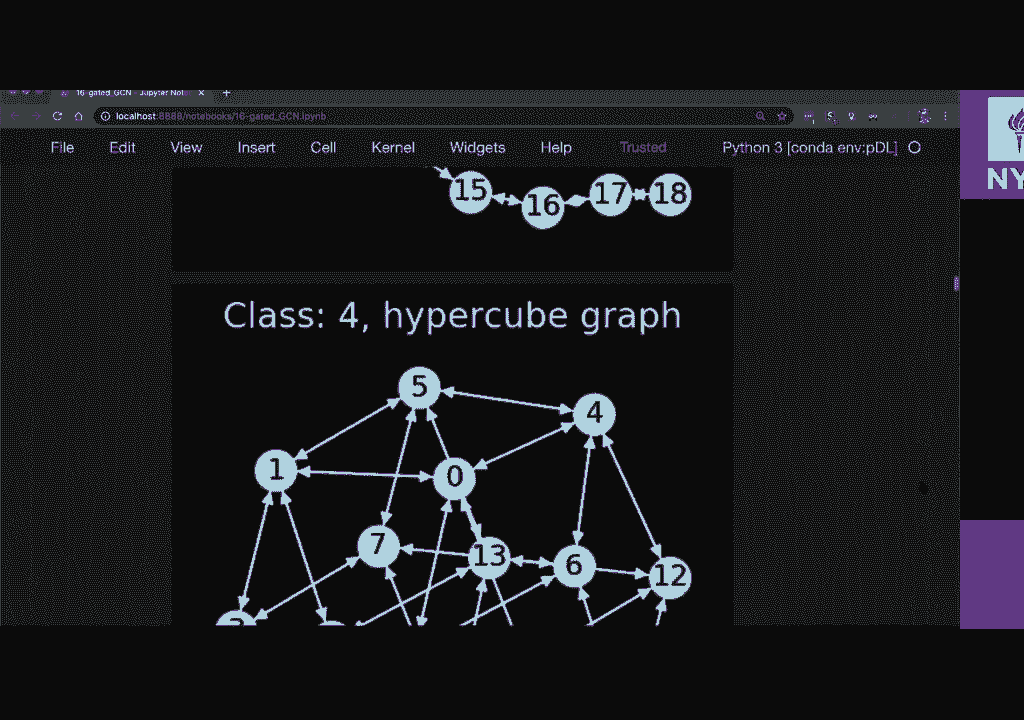 16-gated_GCN - Jupyter Not
localhost:8888/notebooks/16-gated_GCN.ipynb
File Edit View Insert Cell Kernel Widgets Help Trusted Python 3 [conda env:pDL]
NY
15 16 17 18
Class: 4, hypercube graph
5
4
1 0
7 13 6 12